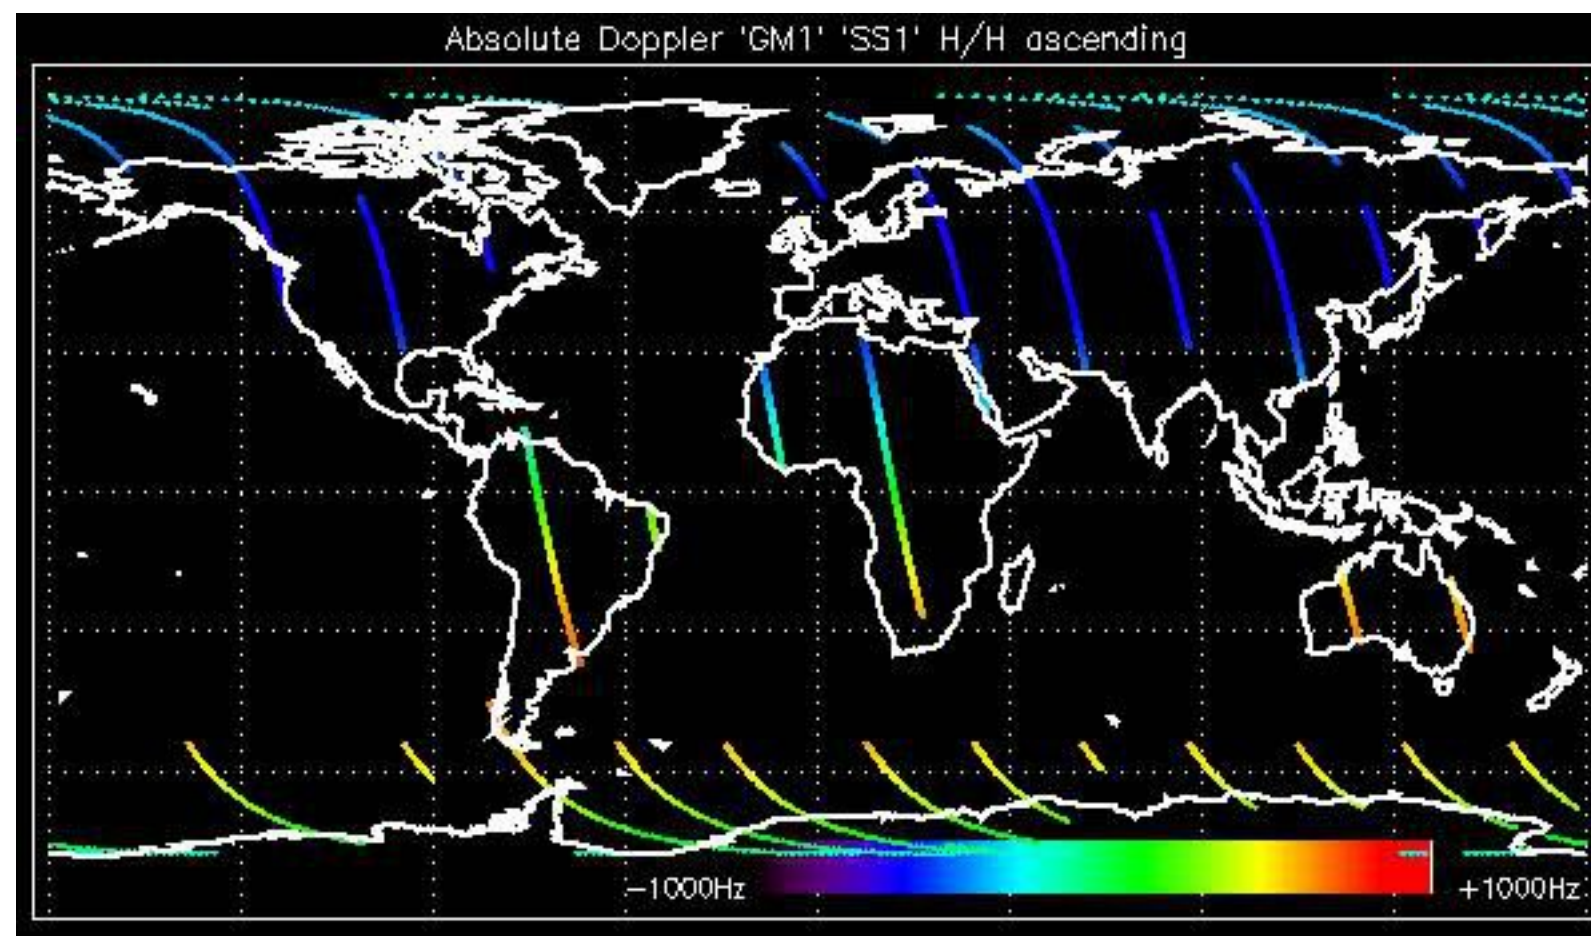 Absolute Doppler 'GM1' 'SS1' H/H ascending
−1000Hz
+1000Hz